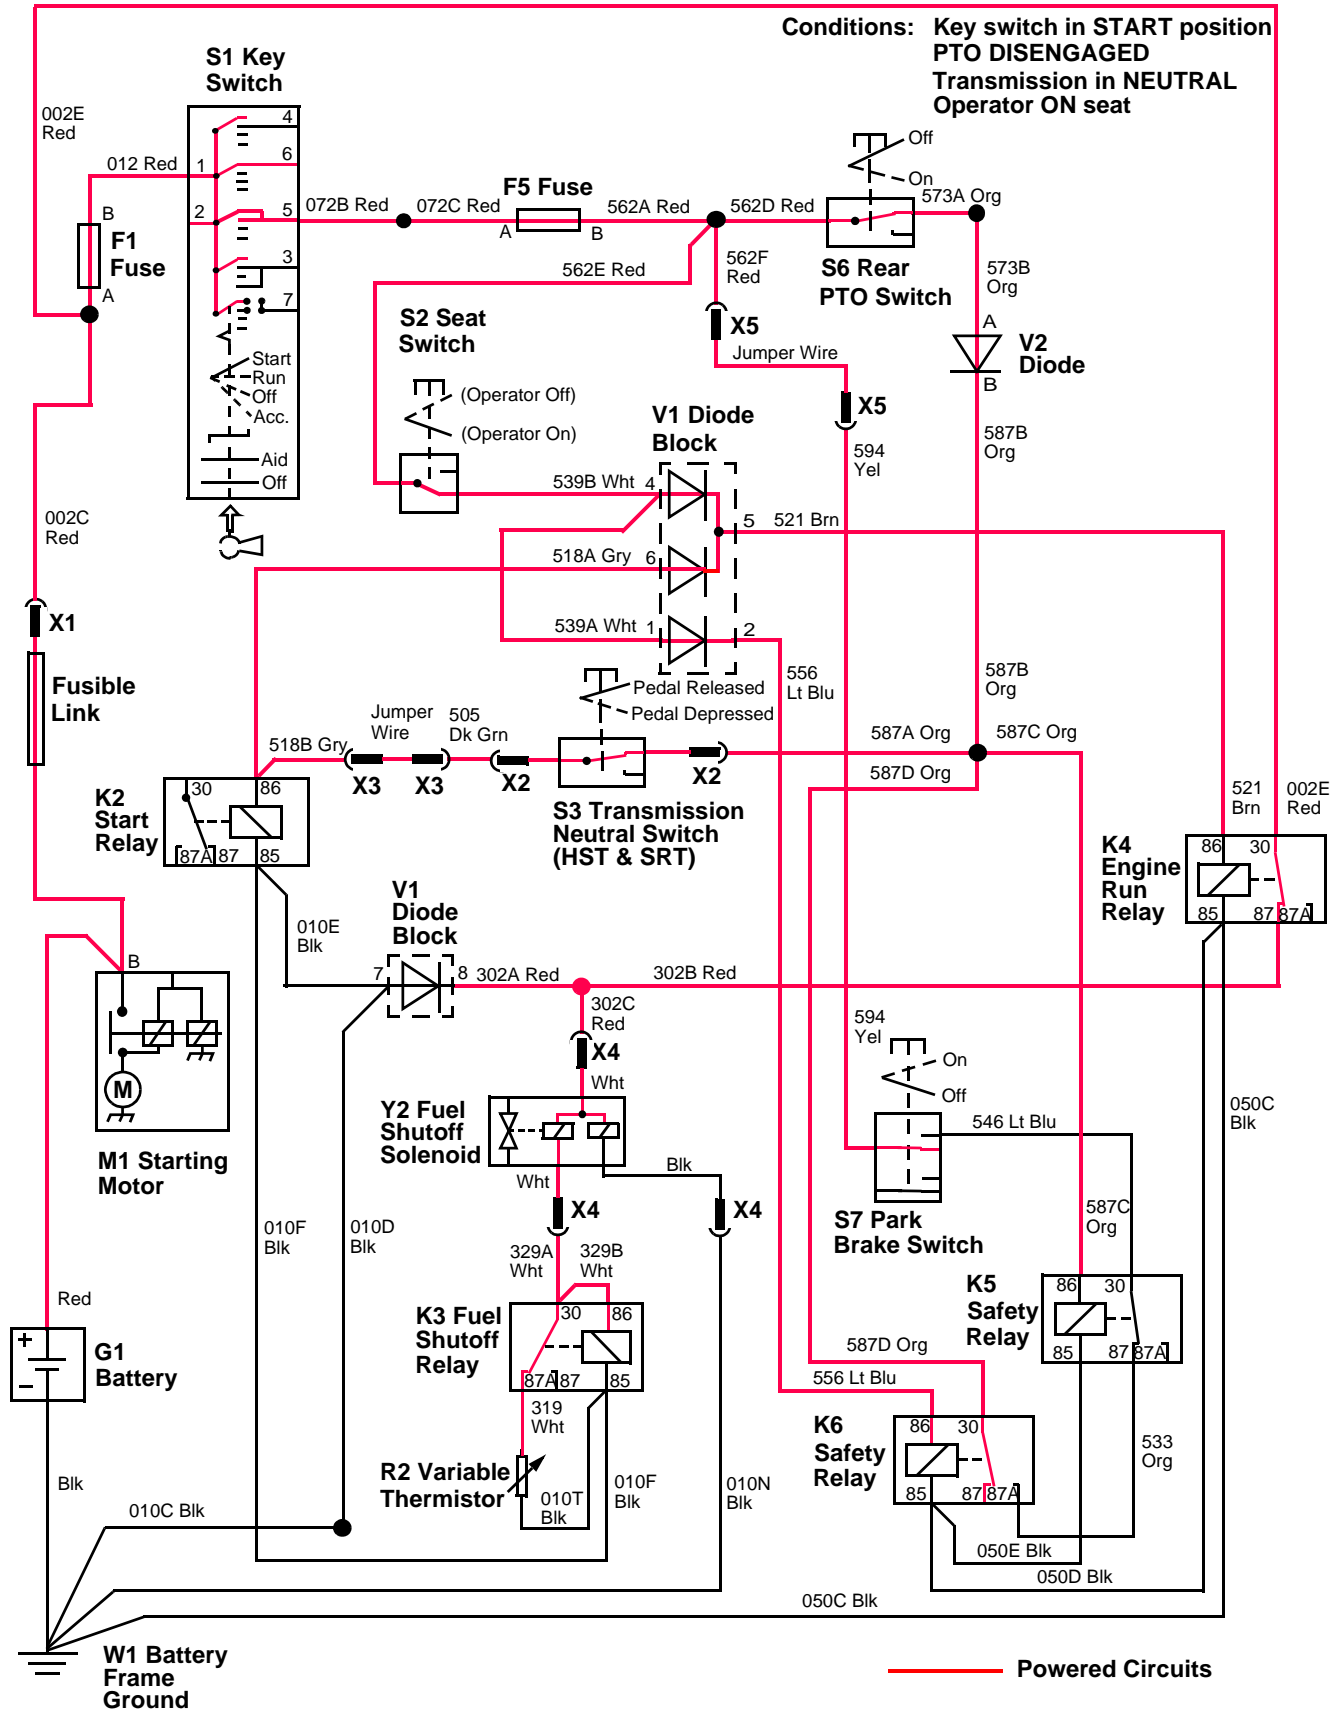 Conditions: Key switch in START position
PTO DISENGAGED
Transmission in NEUTRAL
Operator ON seat
S1 Key
Switch
002E
Red
012 Red
1
2
4
6
5
3
7
B
F1
Fuse
A
Start
Run
Off
Acc.
Aid
Off
072B Red
072C Red
F5 Fuse
A
B
562A Red
562D Red
562E Red
562F
Red
Off
On
573A Org
S6 Rear
PTO Switch
573B
Org
A
V2
Diode
B
587B
Org
X5
Jumper Wire
X5
594
Yel
S2 Seat
Switch
(Operator Off)
(Operator On)
V1 Diode
Block
539B Wht
4
5
521 Brn
518A Gry
6
539A Wht
1
2
002C
Red
X1
Fusible
Link
556
Lt Blu
587B
Org
Pedal Released
Pedal Depressed
Jumper
Wire
505
Dk Grn
518B Gry
X3
X3
X2
X2
587A Org
587C Org
587D Org
S3 Transmission
Neutral Switch
(HST & SRT)
K2
Start
Relay
30
86
87A
87
85
521
Brn
002E
Red
K4
Engine
Run
Relay
86
30
85
87
87A
V1
Diode
Block
010E
Blk
7
8
302A Red
302B Red
302C
Red
X4
Wht
B
M
M1 Starting
Motor
Y2 Fuel
Shutoff
Solenoid
Wht
Blk
X4
X4
594
Yel
On
Off
546 Lt Blu
050C
Blk
S7 Park
Brake Switch
587C
Org
010F
Blk
010D
Blk
329A
Wht
329B
Wht
K3 Fuel
Shutoff
Relay
30
86
87A
87
85
319
Wht
K5
Safety
Relay
86
30
85
87
87A
Red
+
−
G1
Battery
587D Org
556 Lt Blu
K6
Safety
Relay
86
30
85
87
87A
533
Org
R2 Variable
Thermistor
010T
Blk
010F
Blk
010N
Blk
Blk
010C Blk
050E Blk
050D Blk
050C Blk
W1 Battery
Frame
Ground
Powered Circuits